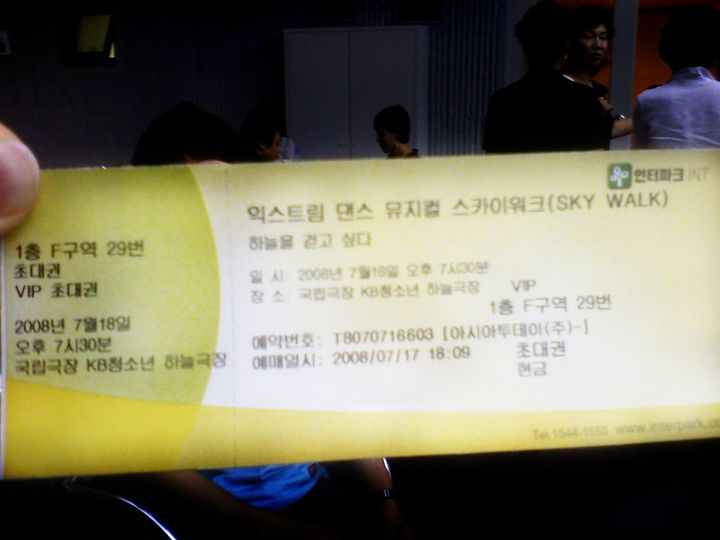 1층 F구역 29번
초대권
VIP 초대권
2008년 7월18일
오후 7시30분
국립극장 KB청소년 하늘극장
인터파크 INT
익스트림 댄스 뮤지컬 스카이워크(SKY WALK)
하늘을 걷고 싶다
일 시: 2008년 7월18일 오후 7시30분
장 소: 국립극장 KB청소년 하늘극장
VIP
1층 F구역 29번
예약번호: T8070716603 [아시아투데이(주)-]
예매일시: 2008/07/17 18:09
초대권
현금
Tel.1544-1555 www.interpark.co